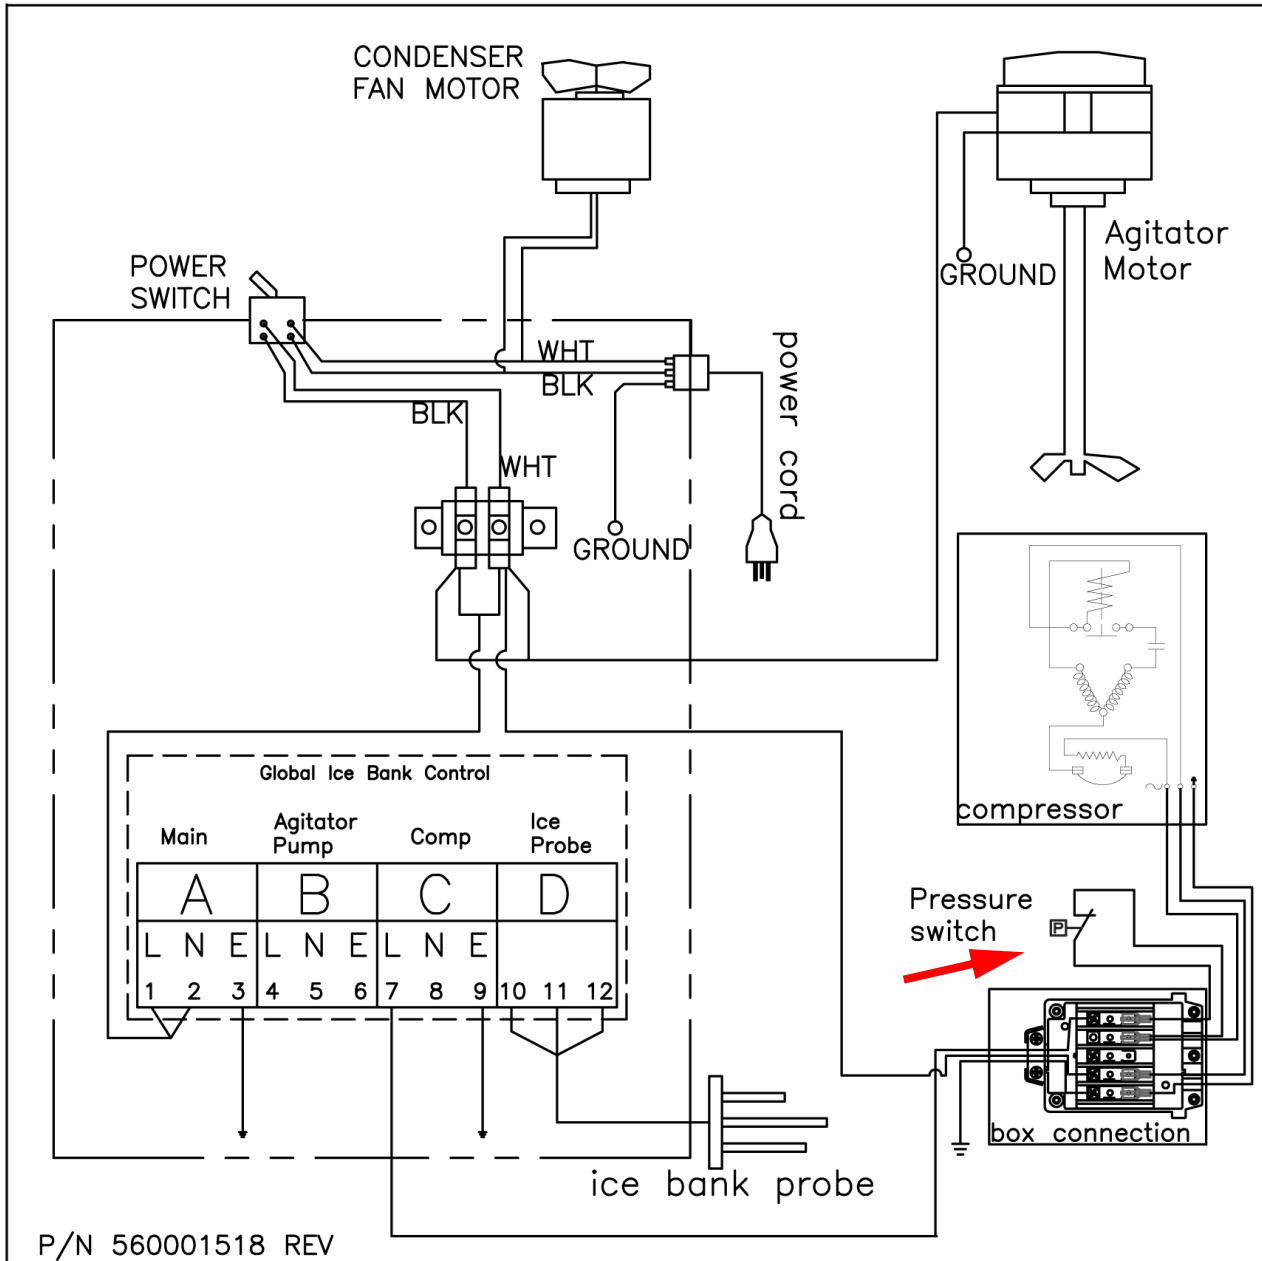 CONDENSER
FAN MOTOR
Agitator
Motor
GROUND
POWER
SWITCH
WHT
BLK
BLK
WHT
power cord
GROUND
compressor
Global Ice Bank Control
Main
Agitator
Pump
Comp
Ice
Probe
A B C D
L N E L N E L N E
1 2 3 4 5 6 7 8 9 10 11 12
Pressure
switch
P
box connection
ice bank probe
P/N 560001518 REV